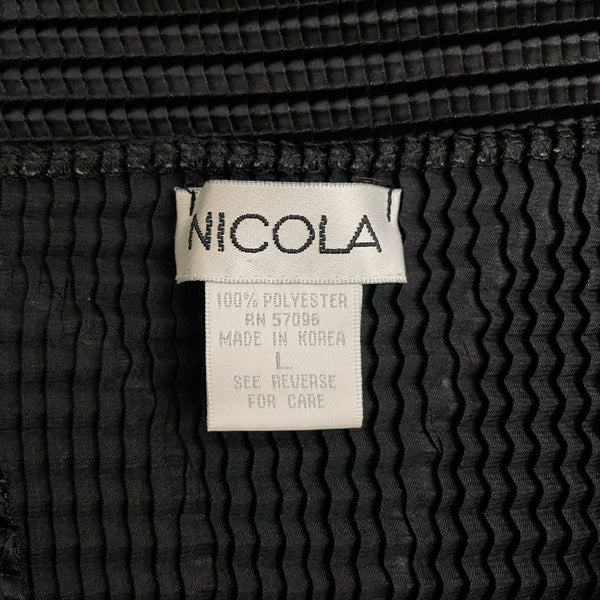 NICOLA
100% POLYESTER
RN 57096
MADE IN KOREA
L
SEE REVERSE
FOR CARE